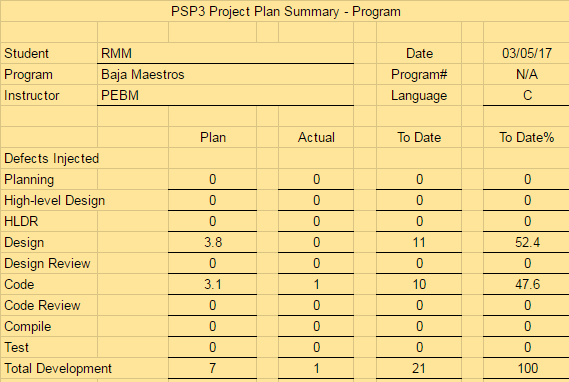 PSP3 Project Plan Summary - Program
Student RMM Date 03/05/17
Program Baja Maestros Program# N/A
Instructor PEBM Language C
Plan Actual To Date To Date%
Defects Injected
Planning 0 0 0 0
High-level Design 0 0 0 0
HLDR 0 0 0 0
Design 3.8 0 11 52.4
Design Review 0 0 0 0
Code 3.1 1 10 47.6
Code Review 0 0 0 0
Compile 0 0 0 0
Test 0 0 0 0
Total Development 7 1 21 100